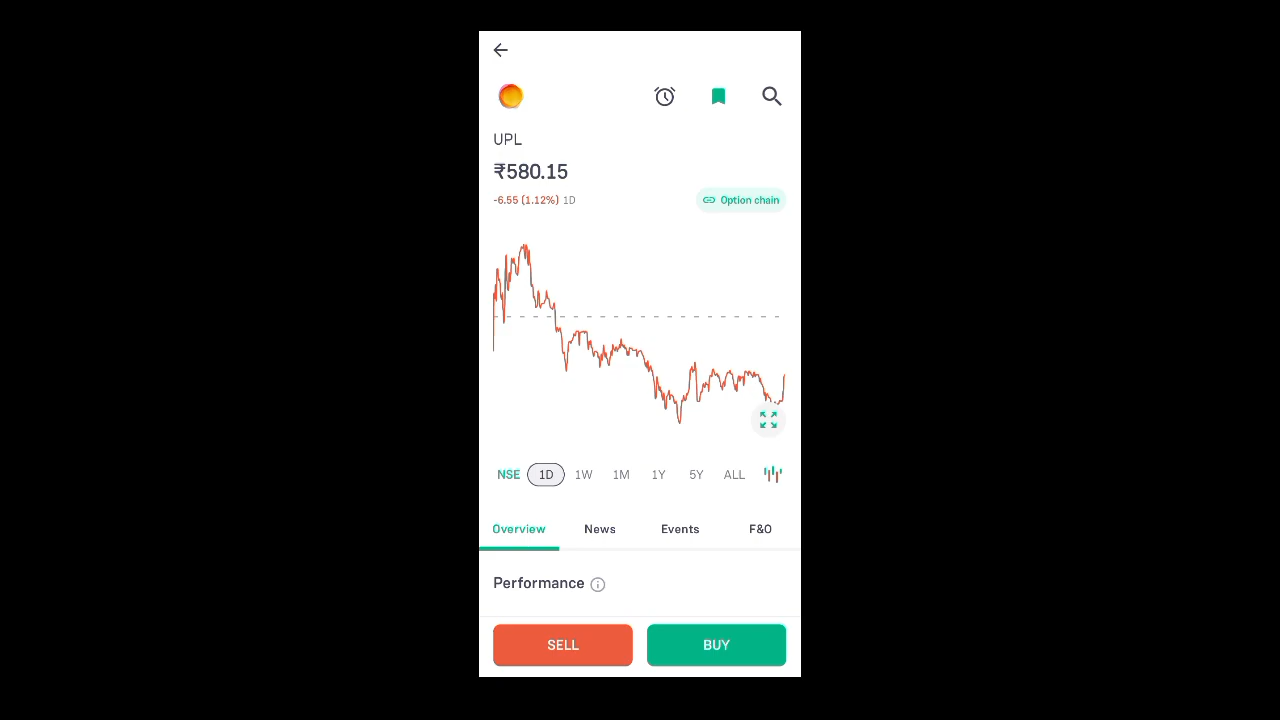 UPL
₹580.15
-6.55 (1.12%) 1D
Option chain
NSE 1D 1W 1M 1Y 5Y ALL
Overview News Events F&O
Performance
SELL BUY